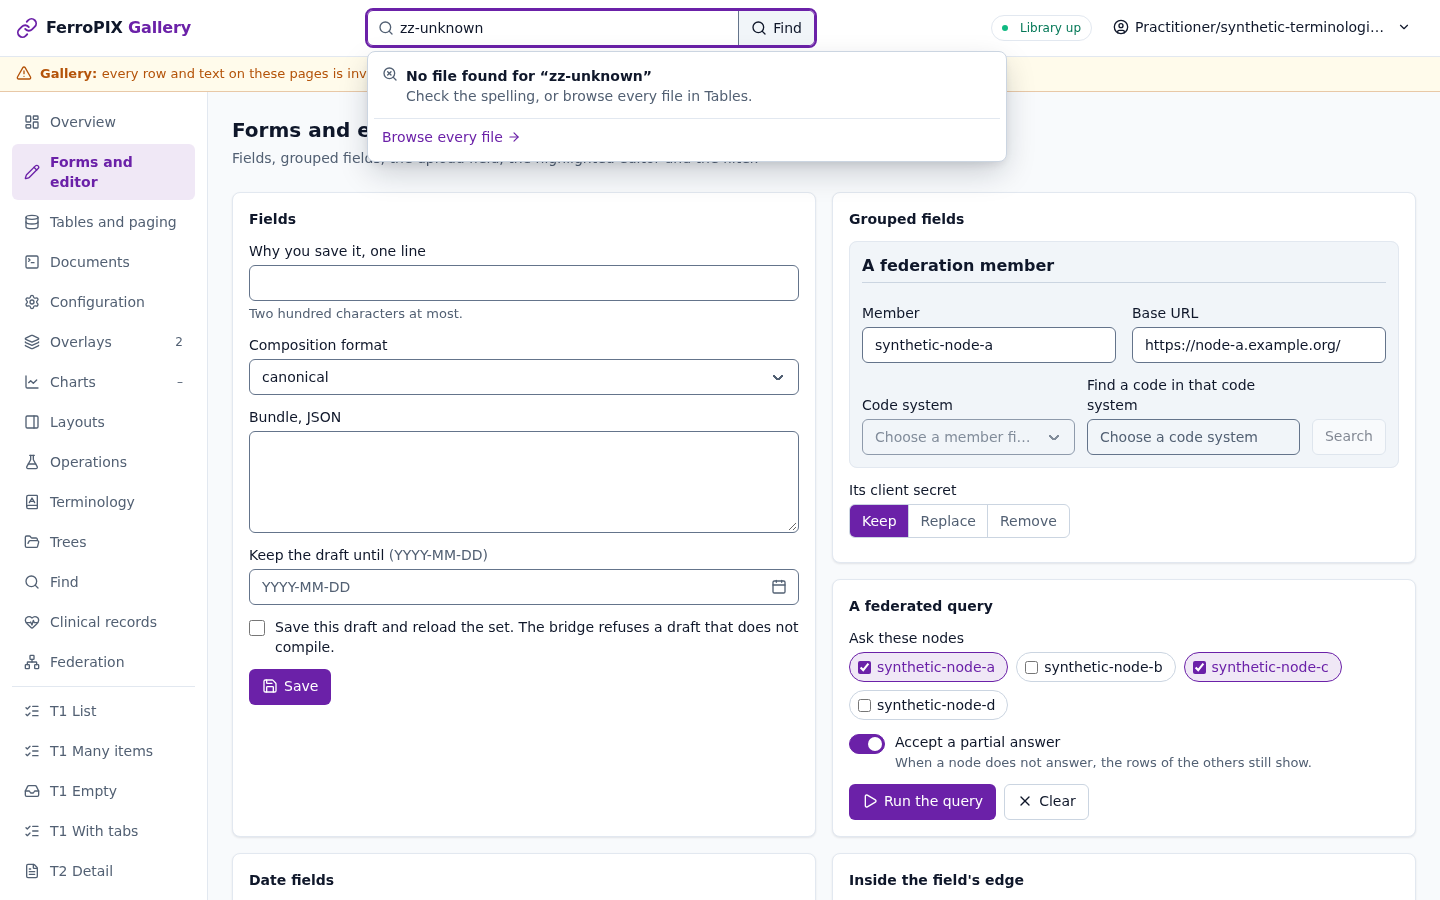 FerroPIX Gallery
zz-unknown
Find
Library up
Practitioner/synthetic-terminologi...
Gallery: every row and text on these pages is inv
No file found for “zz-unknown”
Check the spelling, or browse every file in Tables.
Browse every file →
Overview
Forms and
editor
Tables and paging
Documents
Configuration
Overlays 2
Charts –
Layouts
Operations
Terminology
Trees
Find
Clinical records
Federation
T1 List
T1 Many items
T1 Empty
T1 With tabs
T2 Detail
Forms and e
Fields, grouped field
Fields
Why you save it, one line
Two hundred characters at most.
Composition format
canonical
Bundle, JSON
Keep the draft until (YYYY-MM-DD)
YYYY-MM-DD
Save this draft and reload the set. The bridge refuses a draft that does not
compile.
Save
Grouped fields
A federation member
Member
Base URL
synthetic-node-a
https://node-a.example.org/
Code system
Find a code in that code
system
Choose a member fi...
Choose a code system
Search
Its client secret
Keep
Replace
Remove
A federated query
Ask these nodes
synthetic-node-a
synthetic-node-b
synthetic-node-c
synthetic-node-d
Accept a partial answer
When a node does not answer, the rows of the others still show.
Run the query
Clear
Date fields
Inside the field's edge